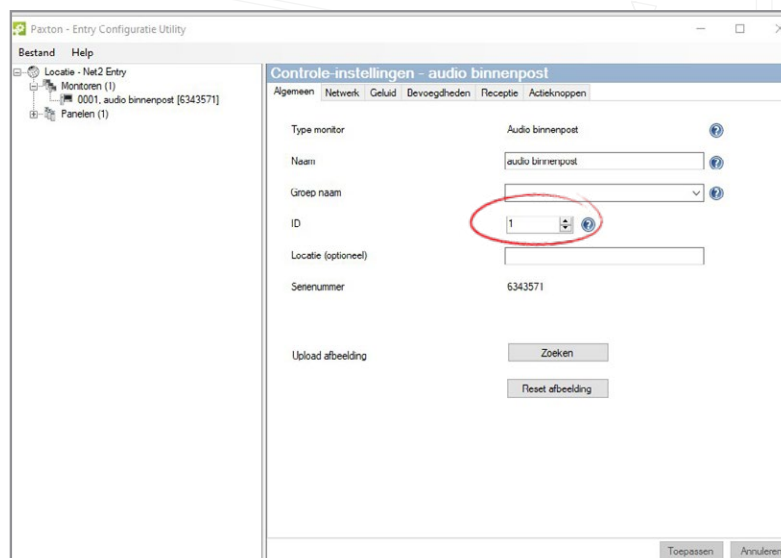 Paxton - Entry Configuratie Utility
Bestand Help
Locatie - Net2 Entry
Monitoren (1)
0001, audio binnenpost [6343571]
Panelen (1)
Controle-instellingen - audio binnenpost
Algemeen Netwerk Geluid Bevoegdheden Receptie Actieknoppen
Type monitor Audio binnenpost
Naam audio binnenpost
Groep naam
ID 1
Locatie (optioneel)
Serienummer 6343571
Upload afbeelding Zoeken
Reset afbeelding
Toepassen Annuleren